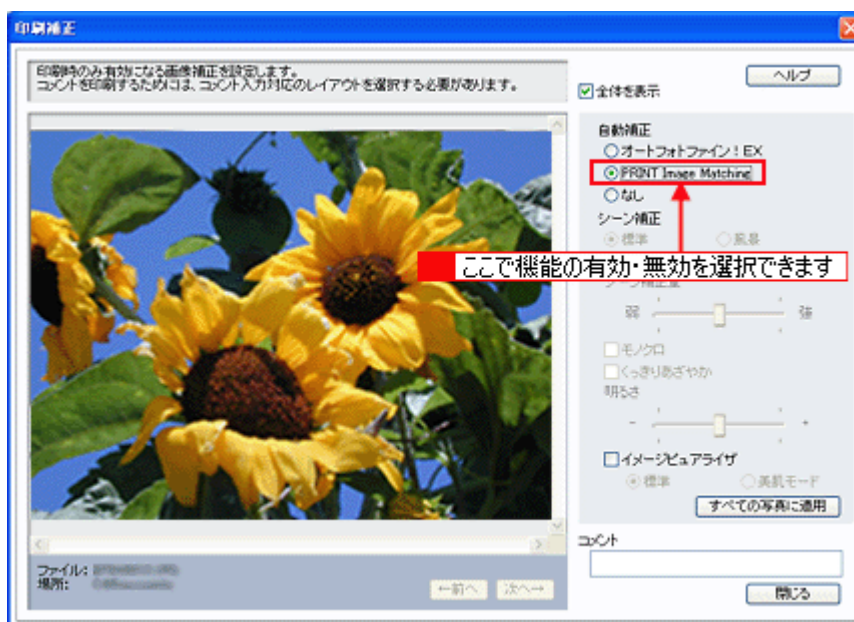 印刷補正
印刷時のみ有効になる画像補正を設定します。
コメントを印刷するためには、コメント入力対応のレイアウトを選択する必要があります。
全体を表示
ヘルプ
自動補正
オートフォトファイン!EX
PRINT Image Matching
なし
シーン補正
標準
風景
ここで機能の有効・無効を選択できます
シーン補正量
弱
強
モノクロ
くっきりあざやか
明るさ
-
+
イメージビュアライザ
標準
美肌モード
すべての写真に適用
コメント
ファイル:
場所:
←前へ
次へ→
閉じる